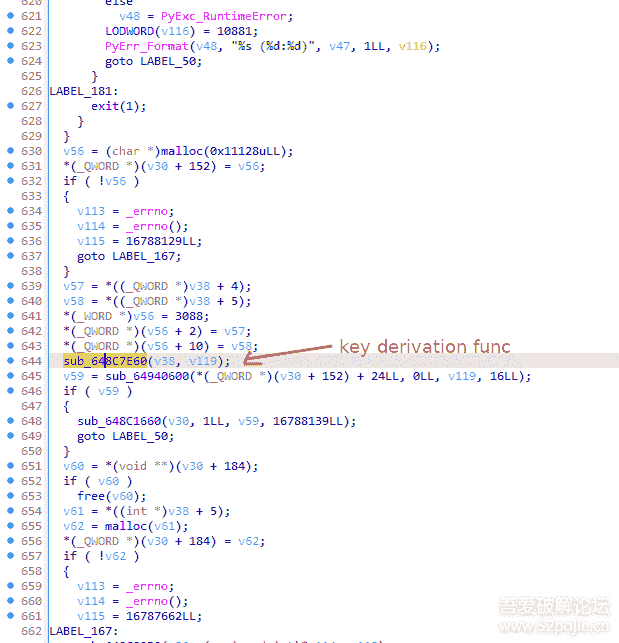 620 else
621 v48 = PyExc_RuntimeError;
622 LODWORD(v116) = 10881;
623 PyErr_Format(v48, "%s (%d:%d)", v47, 1LL, v116);
624 goto LABEL_50;
625 }
626 LABEL_181:
627 exit(1);
628 }
629 }
630 v56 = (char *)malloc(0x11128uLL);
631 *(_QWORD *)(v30 + 152) = v56;
632 if ( !v56 )
633 {
634 v113 = _errno;
635 v114 = _errno();
636 v115 = 16788129LL;
637 goto LABEL_167;
638 }
639 v57 = *((_QWORD *)v38 + 4);
640 v58 = *((_QWORD *)v38 + 5);
641 *(_WORD *)v56 = 3088;
642 *(_QWORD *)(v56 + 2) = v57;
643 *(_QWORD *)(v56 + 10) = v58;
key derivation func
644 sub_648C7E60(v38, v119);
645 v59 = sub_64940600(*(_QWORD *)(v30 + 152) + 24LL, 0LL, v119, 16LL);
646 if ( v59 )
647 {
648 sub_648C1660(v30, 1LL, v59, 16788139LL);
649 goto LABEL_50;
650 }
651 v60 = *(void **)(v30 + 184);
652 if ( v60 )
653 free(v60);
654 v61 = *((int *)v38 + 5);
655 v62 = malloc(v61);
656 *(_QWORD *)(v30 + 184) = v62;
657 if ( !v62 )
658 {
659 v113 = _errno;
660 v114 = _errno();
661 v115 = 16787662LL;
LABEL_167:
吾爱破解论坛
www.52pojie.cn